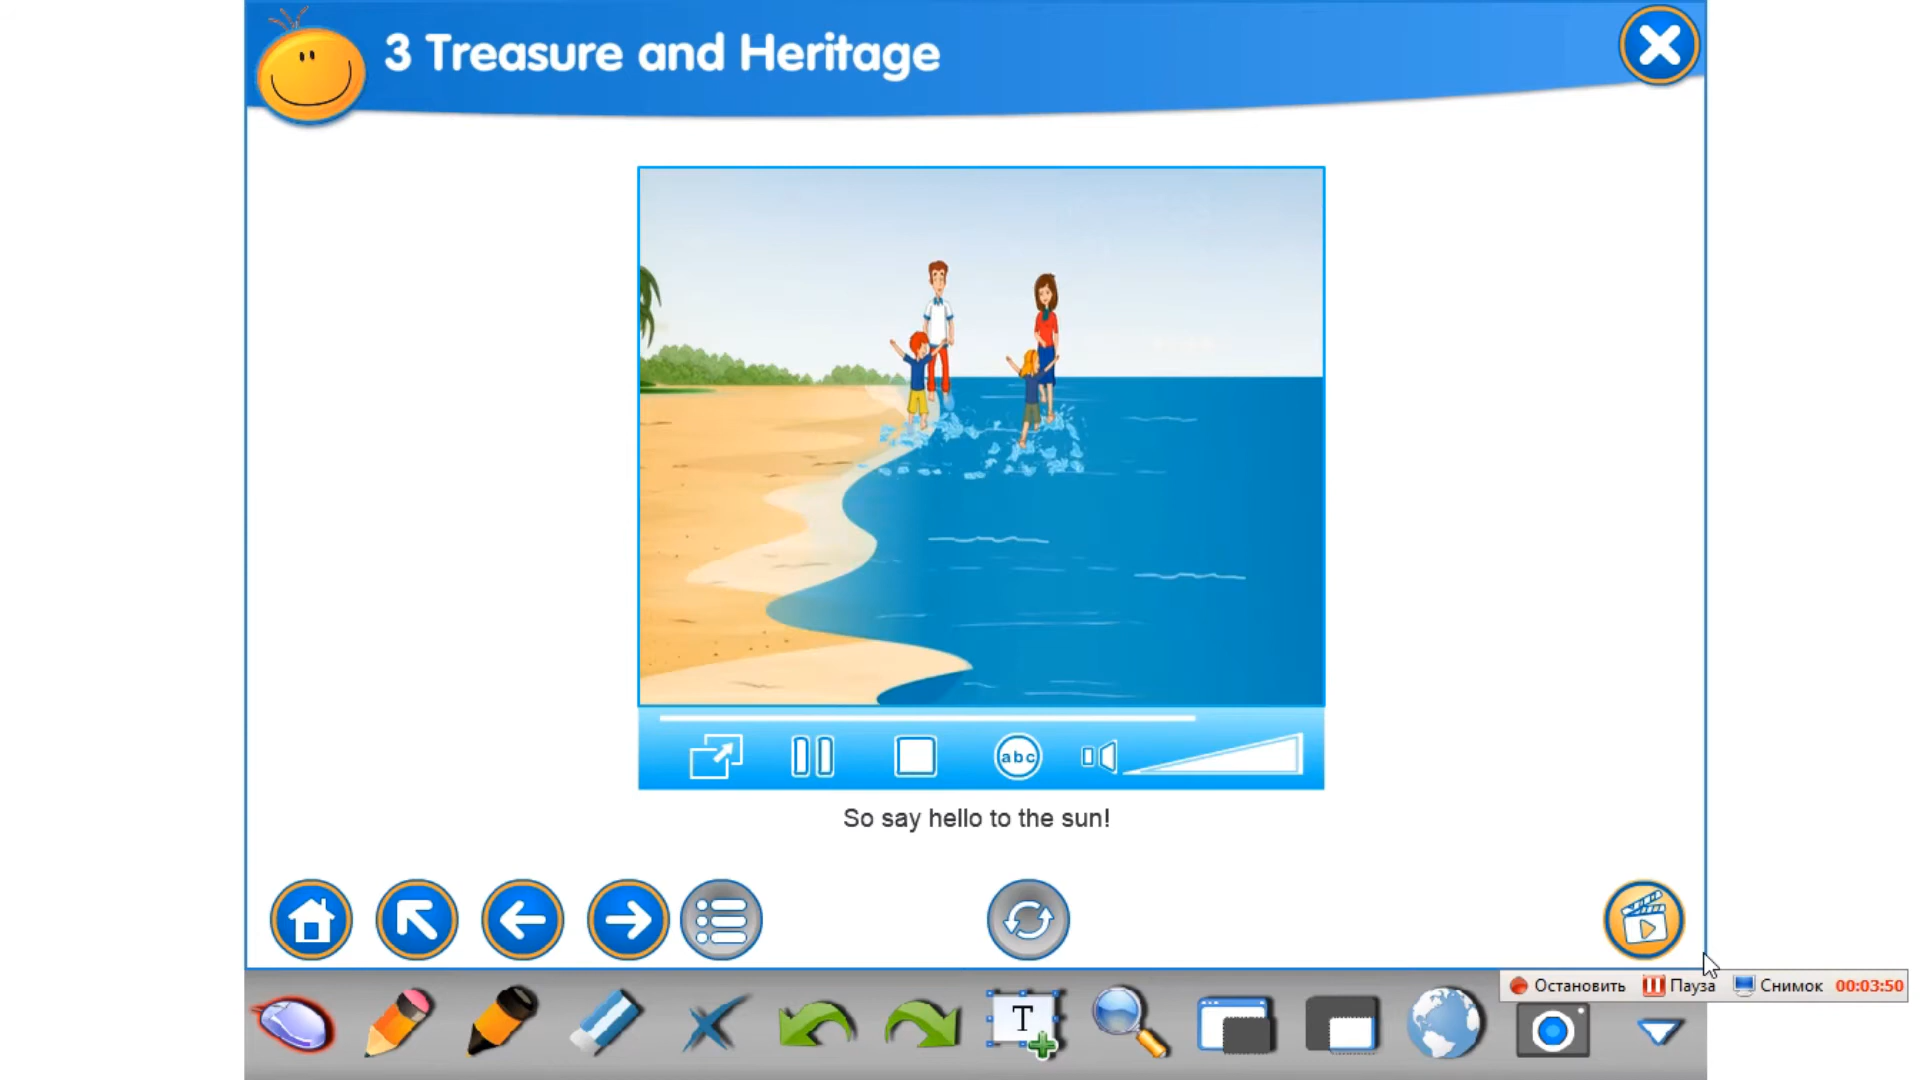 3 Treasure and Heritage
abc
So say hello to the sun!
Остановить Пауза Снимок 00:03:50
T